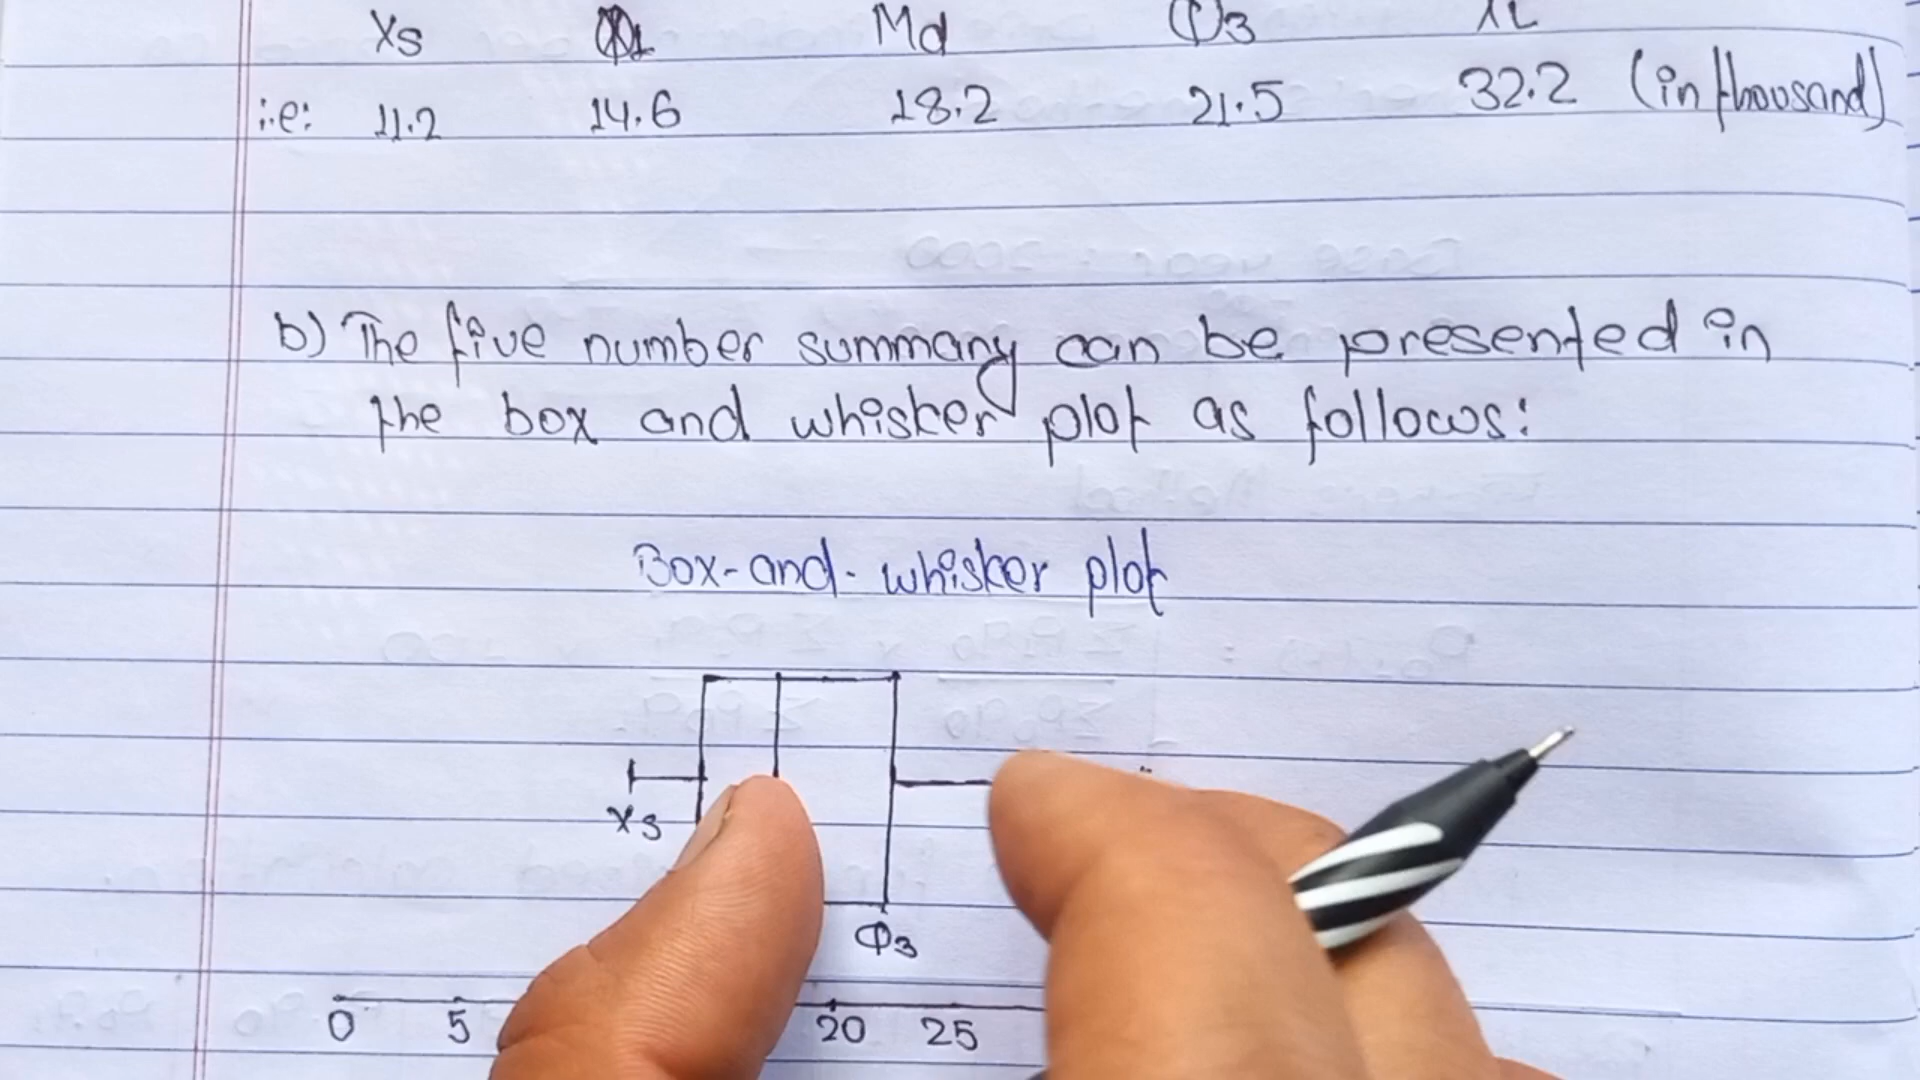 Xs Q1 Md Q3 XL
i.e: 11.2 14.6 18.2 21.5 32.2 (in thousand)
b) The five number summary can be presented in
the box and whisker plot as follows:
Box-and-whisker plot
Xs
Q3
0 5 20 25